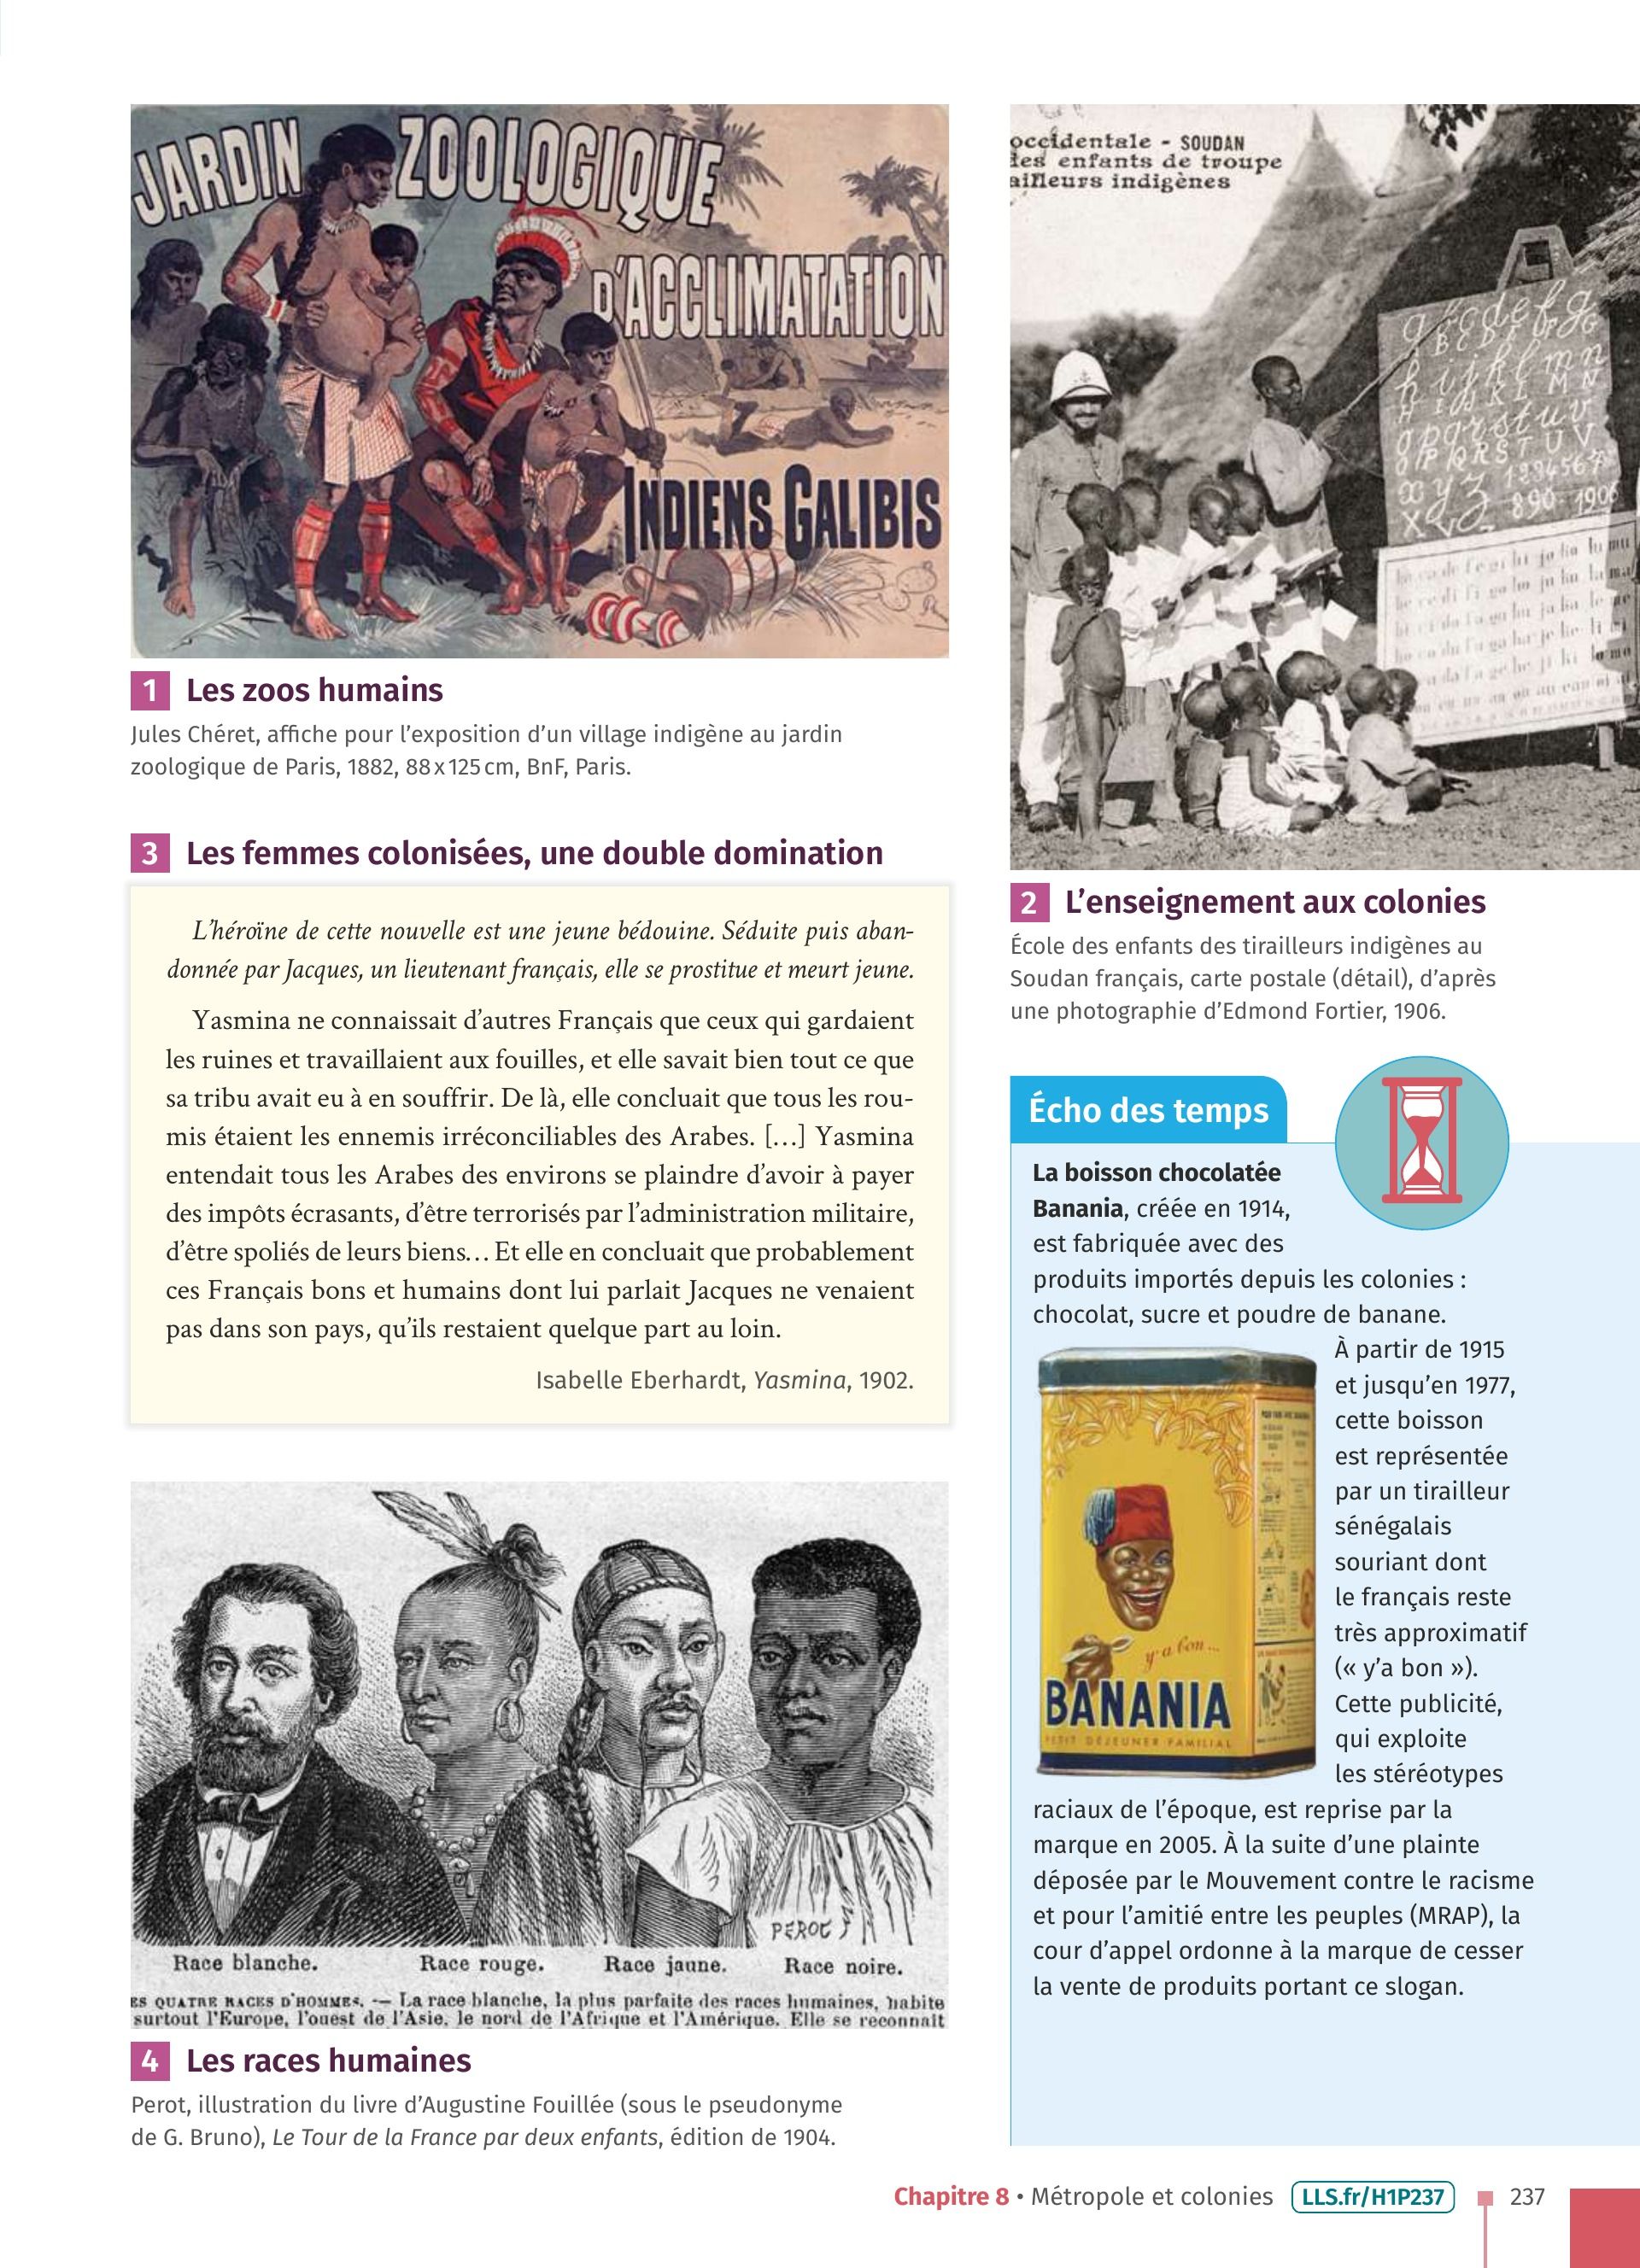 JARDIN ZOOLOGIQUE
D'ACCLIMATATION
INDIENS GALIBIS
1 Les zoos humains
Jules Chéret, affiche pour l'exposition d'un village indigène au jardin
zoologique de Paris, 1882, 88 x 125 cm, BnF, Paris.
occidentale - SOUDAN
des enfants de troupe
ailleurs indigènes
a b c d e f g
B C D E F G
h i j k l m n
H I J K L M N
o p q r s t u v
O P Q R S T U V
x y z 1234567
890 1906
2 L'enseignement aux colonies
École des enfants des tirailleurs indigènes au
Soudan français, carte postale (détail), d'après
une photographie d'Edmond Fortier, 1906.
3 Les femmes colonisées, une double domination
L'héroïne de cette nouvelle est une jeune bédouine. Séduite puis aban-
donnée par Jacques, un lieutenant français, elle se prostitue et meurt jeune.
Yasmina ne connaissait d'autres Français que ceux qui gardaient
les ruines et travaillaient aux fouilles, et elle savait bien tout ce que
sa tribu avait eu à en souffrir. De là, elle concluait que tous les rou-
mis étaient les ennemis irréconciliables des Arabes. […] Yasmina
entendait tous les Arabes des environs se plaindre d'avoir à payer
des impôts écrasants, d'être terrorisés par l'administration militaire,
d'être spoliés de leurs biens… Et elle en concluait que probablement
ces Français bons et humains dont lui parlait Jacques ne venaient
pas dans son pays, qu'ils restaient quelque part au loin.
Isabelle Eberhardt, Yasmina, 1902.
PEROT
Race blanche. Race rouge. Race jaune. Race noire.
ES QUATRE RACES D'HOMMES. — La race blanche, la plus parfaite des races humaines, habite
surtout l'Europe, l'ouest de l'Asie, le nord de l'Afrique et l'Amérique. Elle se reconnaît
4 Les races humaines
Perot, illustration du livre d'Augustine Fouillée (sous le pseudonyme
de G. Bruno), Le Tour de la France par deux enfants, édition de 1904.
Écho des temps
La boisson chocolatée
Banania, créée en 1914,
est fabriquée avec des
produits importés depuis les colonies :
chocolat, sucre et poudre de banane.
À partir de 1915
et jusqu'en 1977,
cette boisson
est représentée
par un tirailleur
sénégalais
souriant dont
le français reste
très approximatif
(« y'a bon »).
Cette publicité,
qui exploite
les stéréotypes
raciaux de l'époque, est reprise par la
marque en 2005. À la suite d'une plainte
déposée par le Mouvement contre le racisme
et pour l'amitié entre les peuples (MRAP), la
cour d'appel ordonne à la marque de cesser
la vente de produits portant ce slogan.
y'a bon...
BANANIA
PETIT DÉJEUNER FAMILIAL
Chapitre 8 • Métropole et colonies LLS.fr/H1P237 237